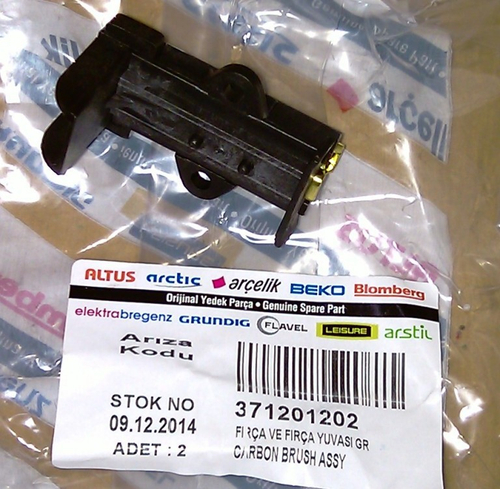 ALTUS arctic arçelik BEKO Blomberg
Orijinal Yedek Parça • Genuine Spare Part
elektrabregenz GRUNDIG FLAVEL LEISURE arstil
Arıza
Kodu
STOK NO
371201202
09.12.2014
FIRÇA VE FIRÇA YUVASI GR
ADET : 2
CARBON BRUSH ASSY